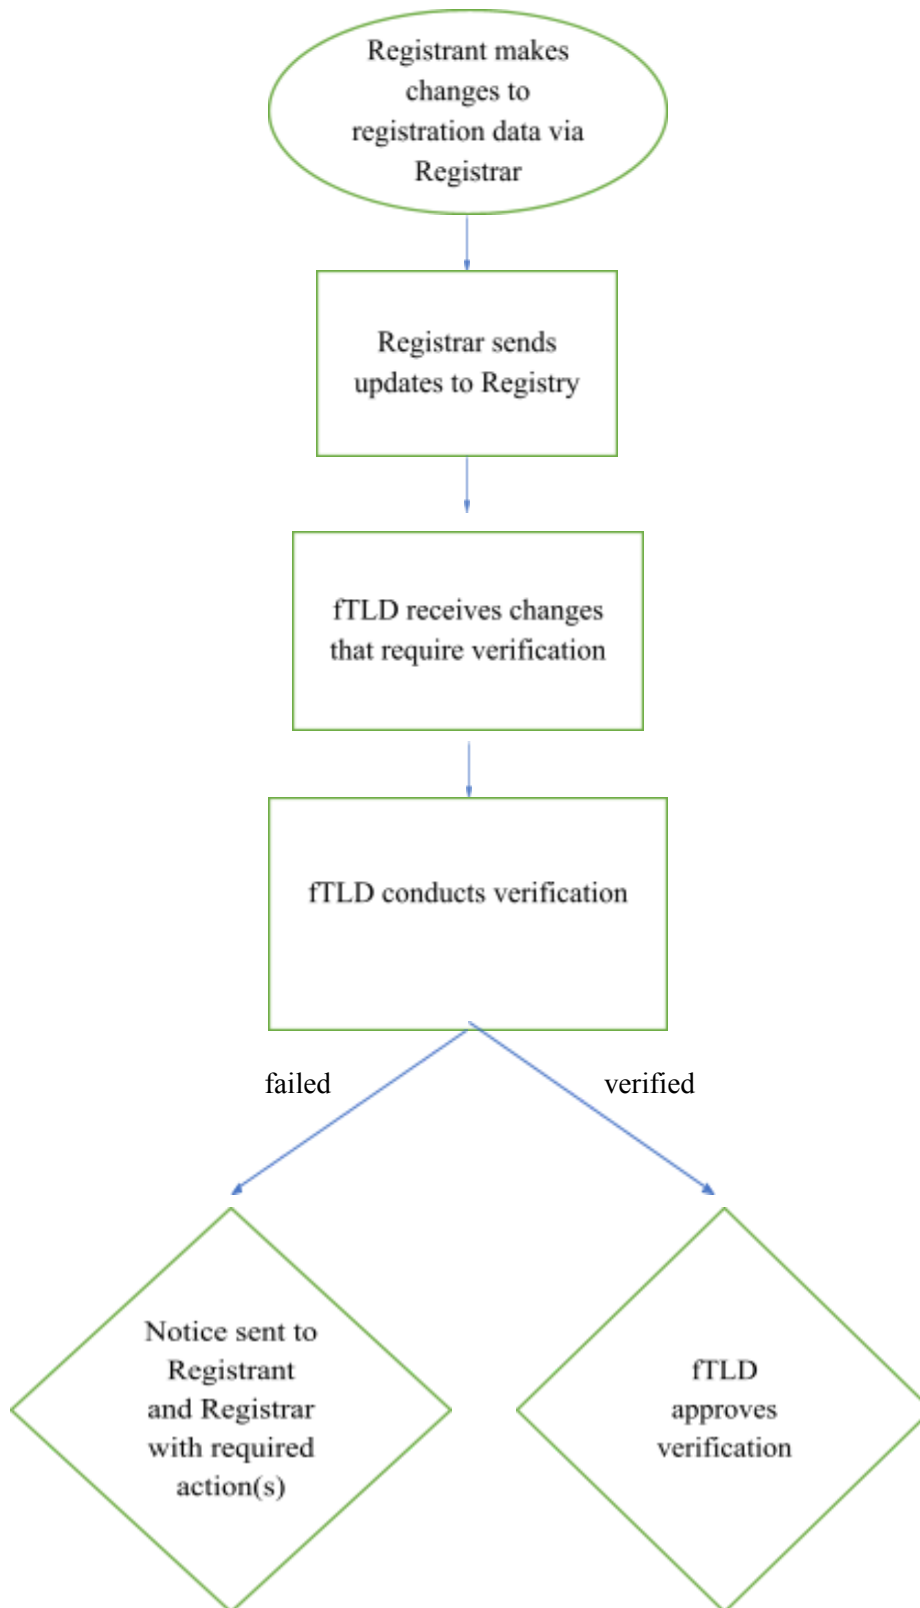 Registrant makes
changes to
registration data via
Registrar
Registrar sends
updates to Registry
fTLD receives changes
that require verification
fTLD conducts verification
failed
verified
Notice sent to
Registrant
and Registrar
with required
action(s)
fTLD
approves
verification